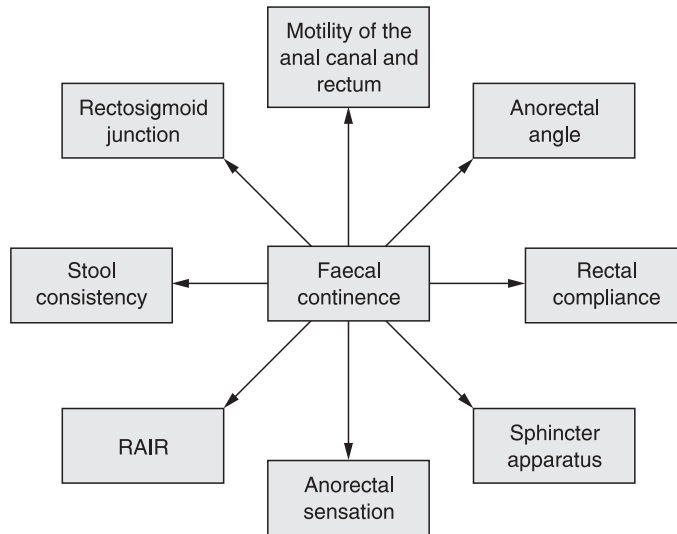 Motility of the
anal canal and
rectum
Rectosigmoid
junction
Anorectal
angle
Stool
consistency
Faecal
continence
Rectal
compliance
RAIR
Sphincter
apparatus
Anorectal
sensation